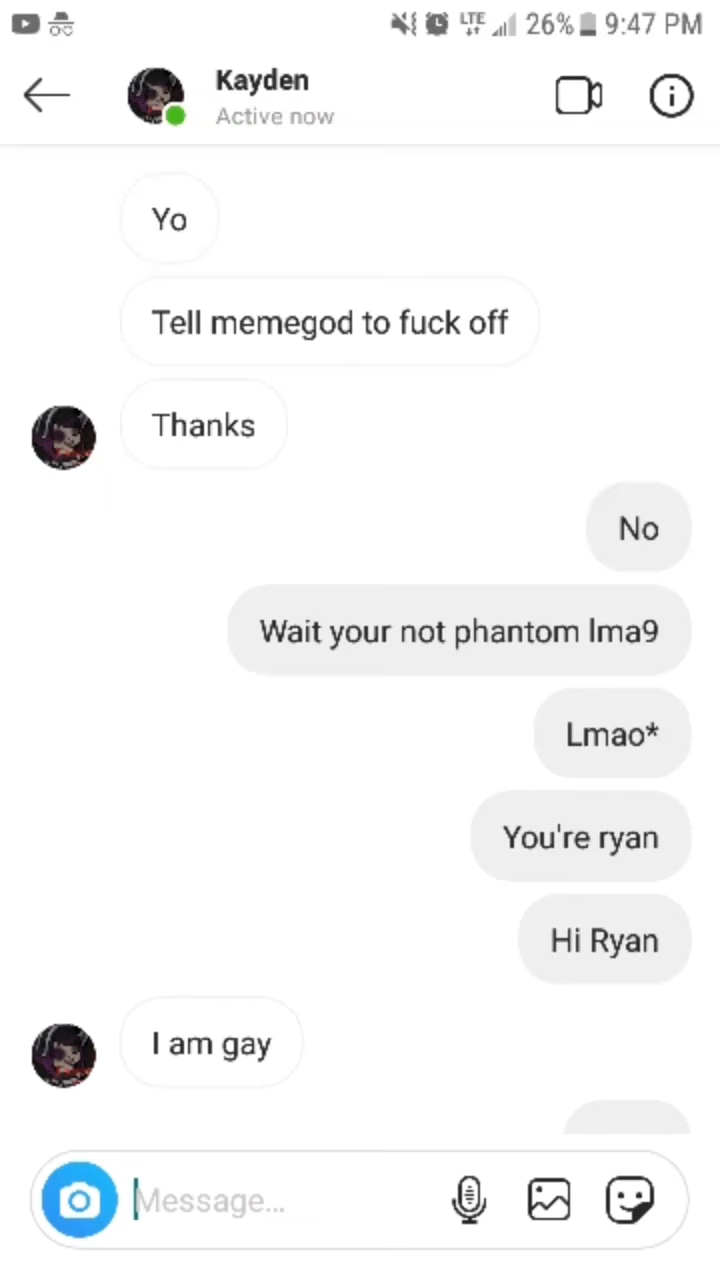 LTE 26% 9:47 PM
Kayden
Active now
Yo
Tell memegod to fuck off
Thanks
No
Wait your not phantom lma9
Lmao*
You're ryan
Hi Ryan
I am gay
Message...